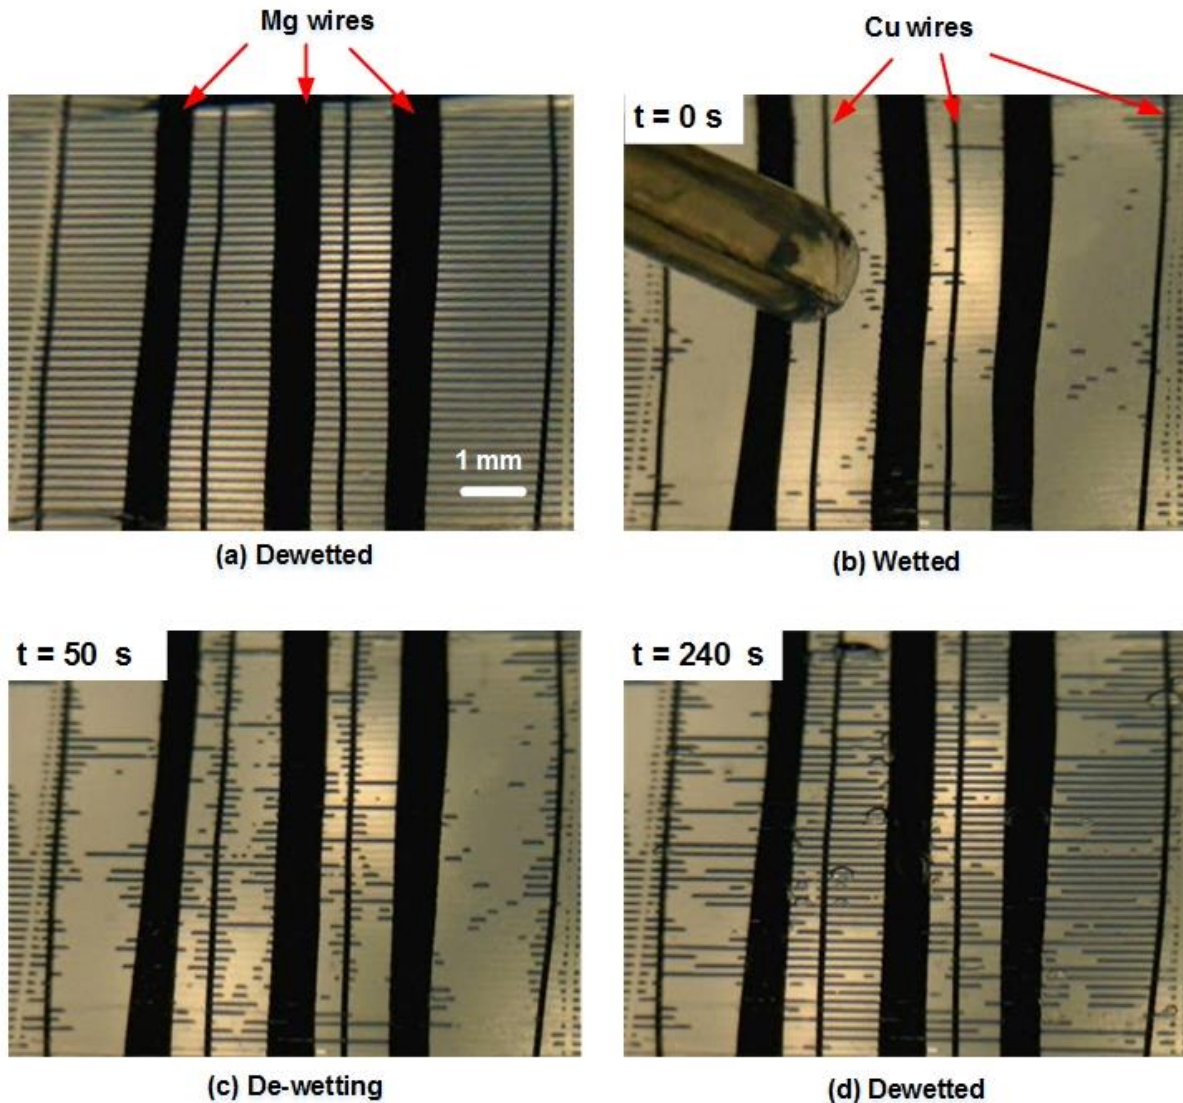 Mg wires
Cu wires
t = 0 s
1 mm
(a) Dewetted
(b) Wetted
t = 50 s
t = 240 s
(c) De-wetting
(d) Dewetted